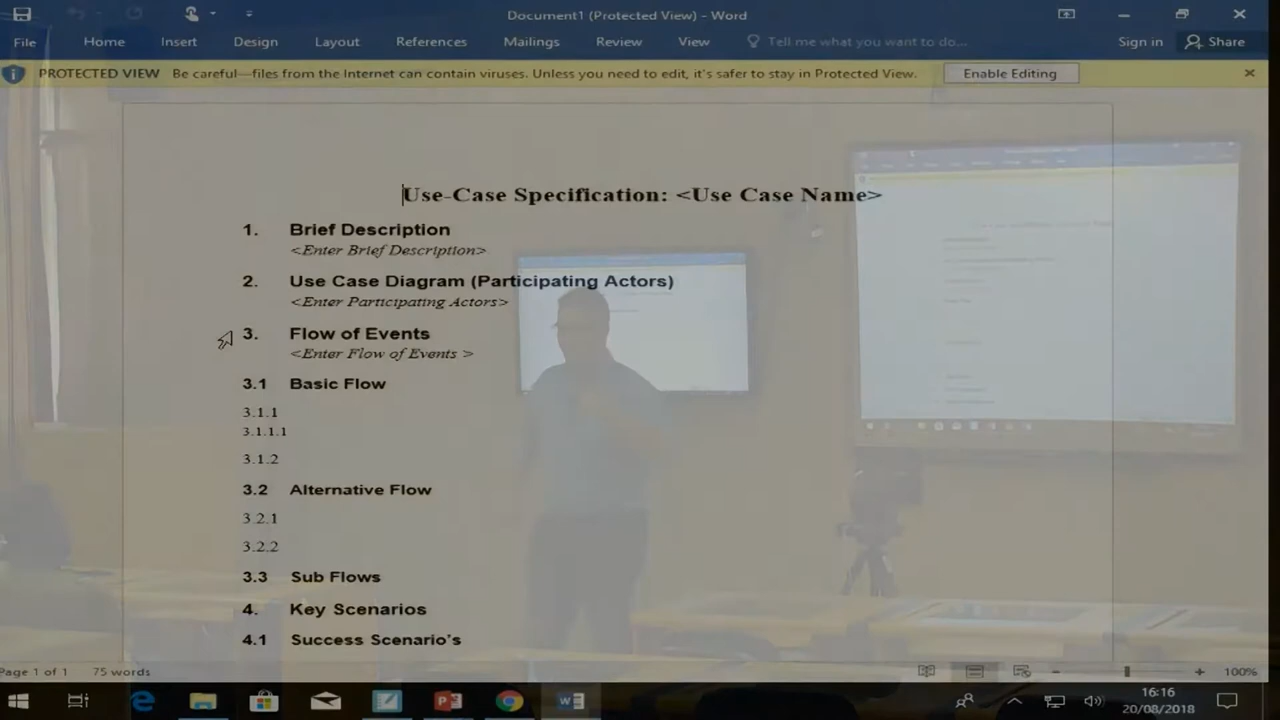 Document1 (Protected View) - Word
File Home Insert Design Layout References Mailings Review View Tell me what you want to do... Sign in Share
PROTECTED VIEW Be careful—files from the Internet can contain viruses. Unless you need to edit, it's safer to stay in Protected View. Enable Editing
Use-Case Specification: <Use Case Name>
1. Brief Description
<Enter Brief Description>
2. Use Case Diagram (Participating Actors)
<Enter Participating Actors>
3. Flow of Events
<Enter Flow of Events >
3.1 Basic Flow
3.1.1
3.1.1.1
3.1.2
3.2 Alternative Flow
3.2.1
3.2.2
3.3 Sub Flows
4. Key Scenarios
4.1 Success Scenario's
Page 1 of 1 75 words 100%
16:16
20/08/2018